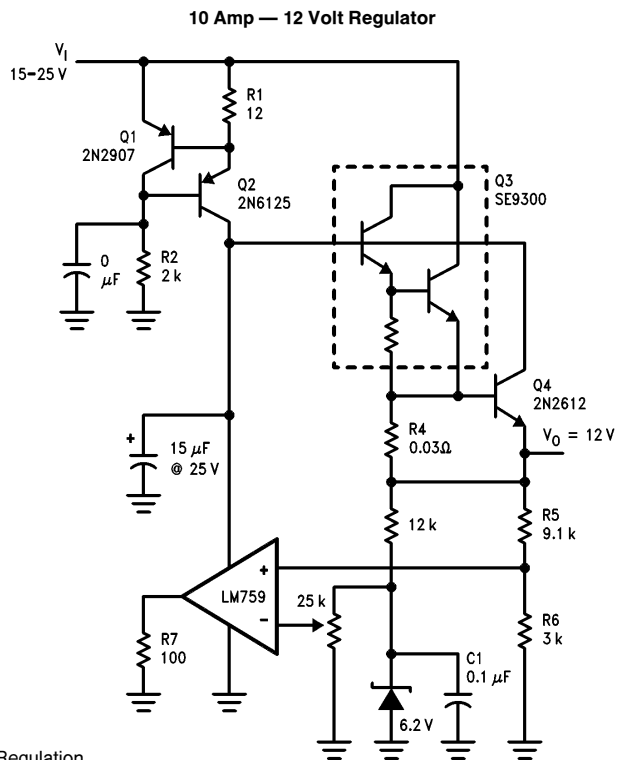 10 Amp — 12 Volt Regulator
V_I
15–25 V
R1
12
Q1
2N2907
Q2
2N6125
Q3
SE9300
0
μF
R2
2 k
Q4
2N2612
V_O = 12 V
+
15 μF
@ 25 V
R4
0.03Ω
12 k
R5
9.1 k
+
LM759
−
25 k
R7
100
R6
3 k
C1
0.1 μF
6.2 V
Regulation